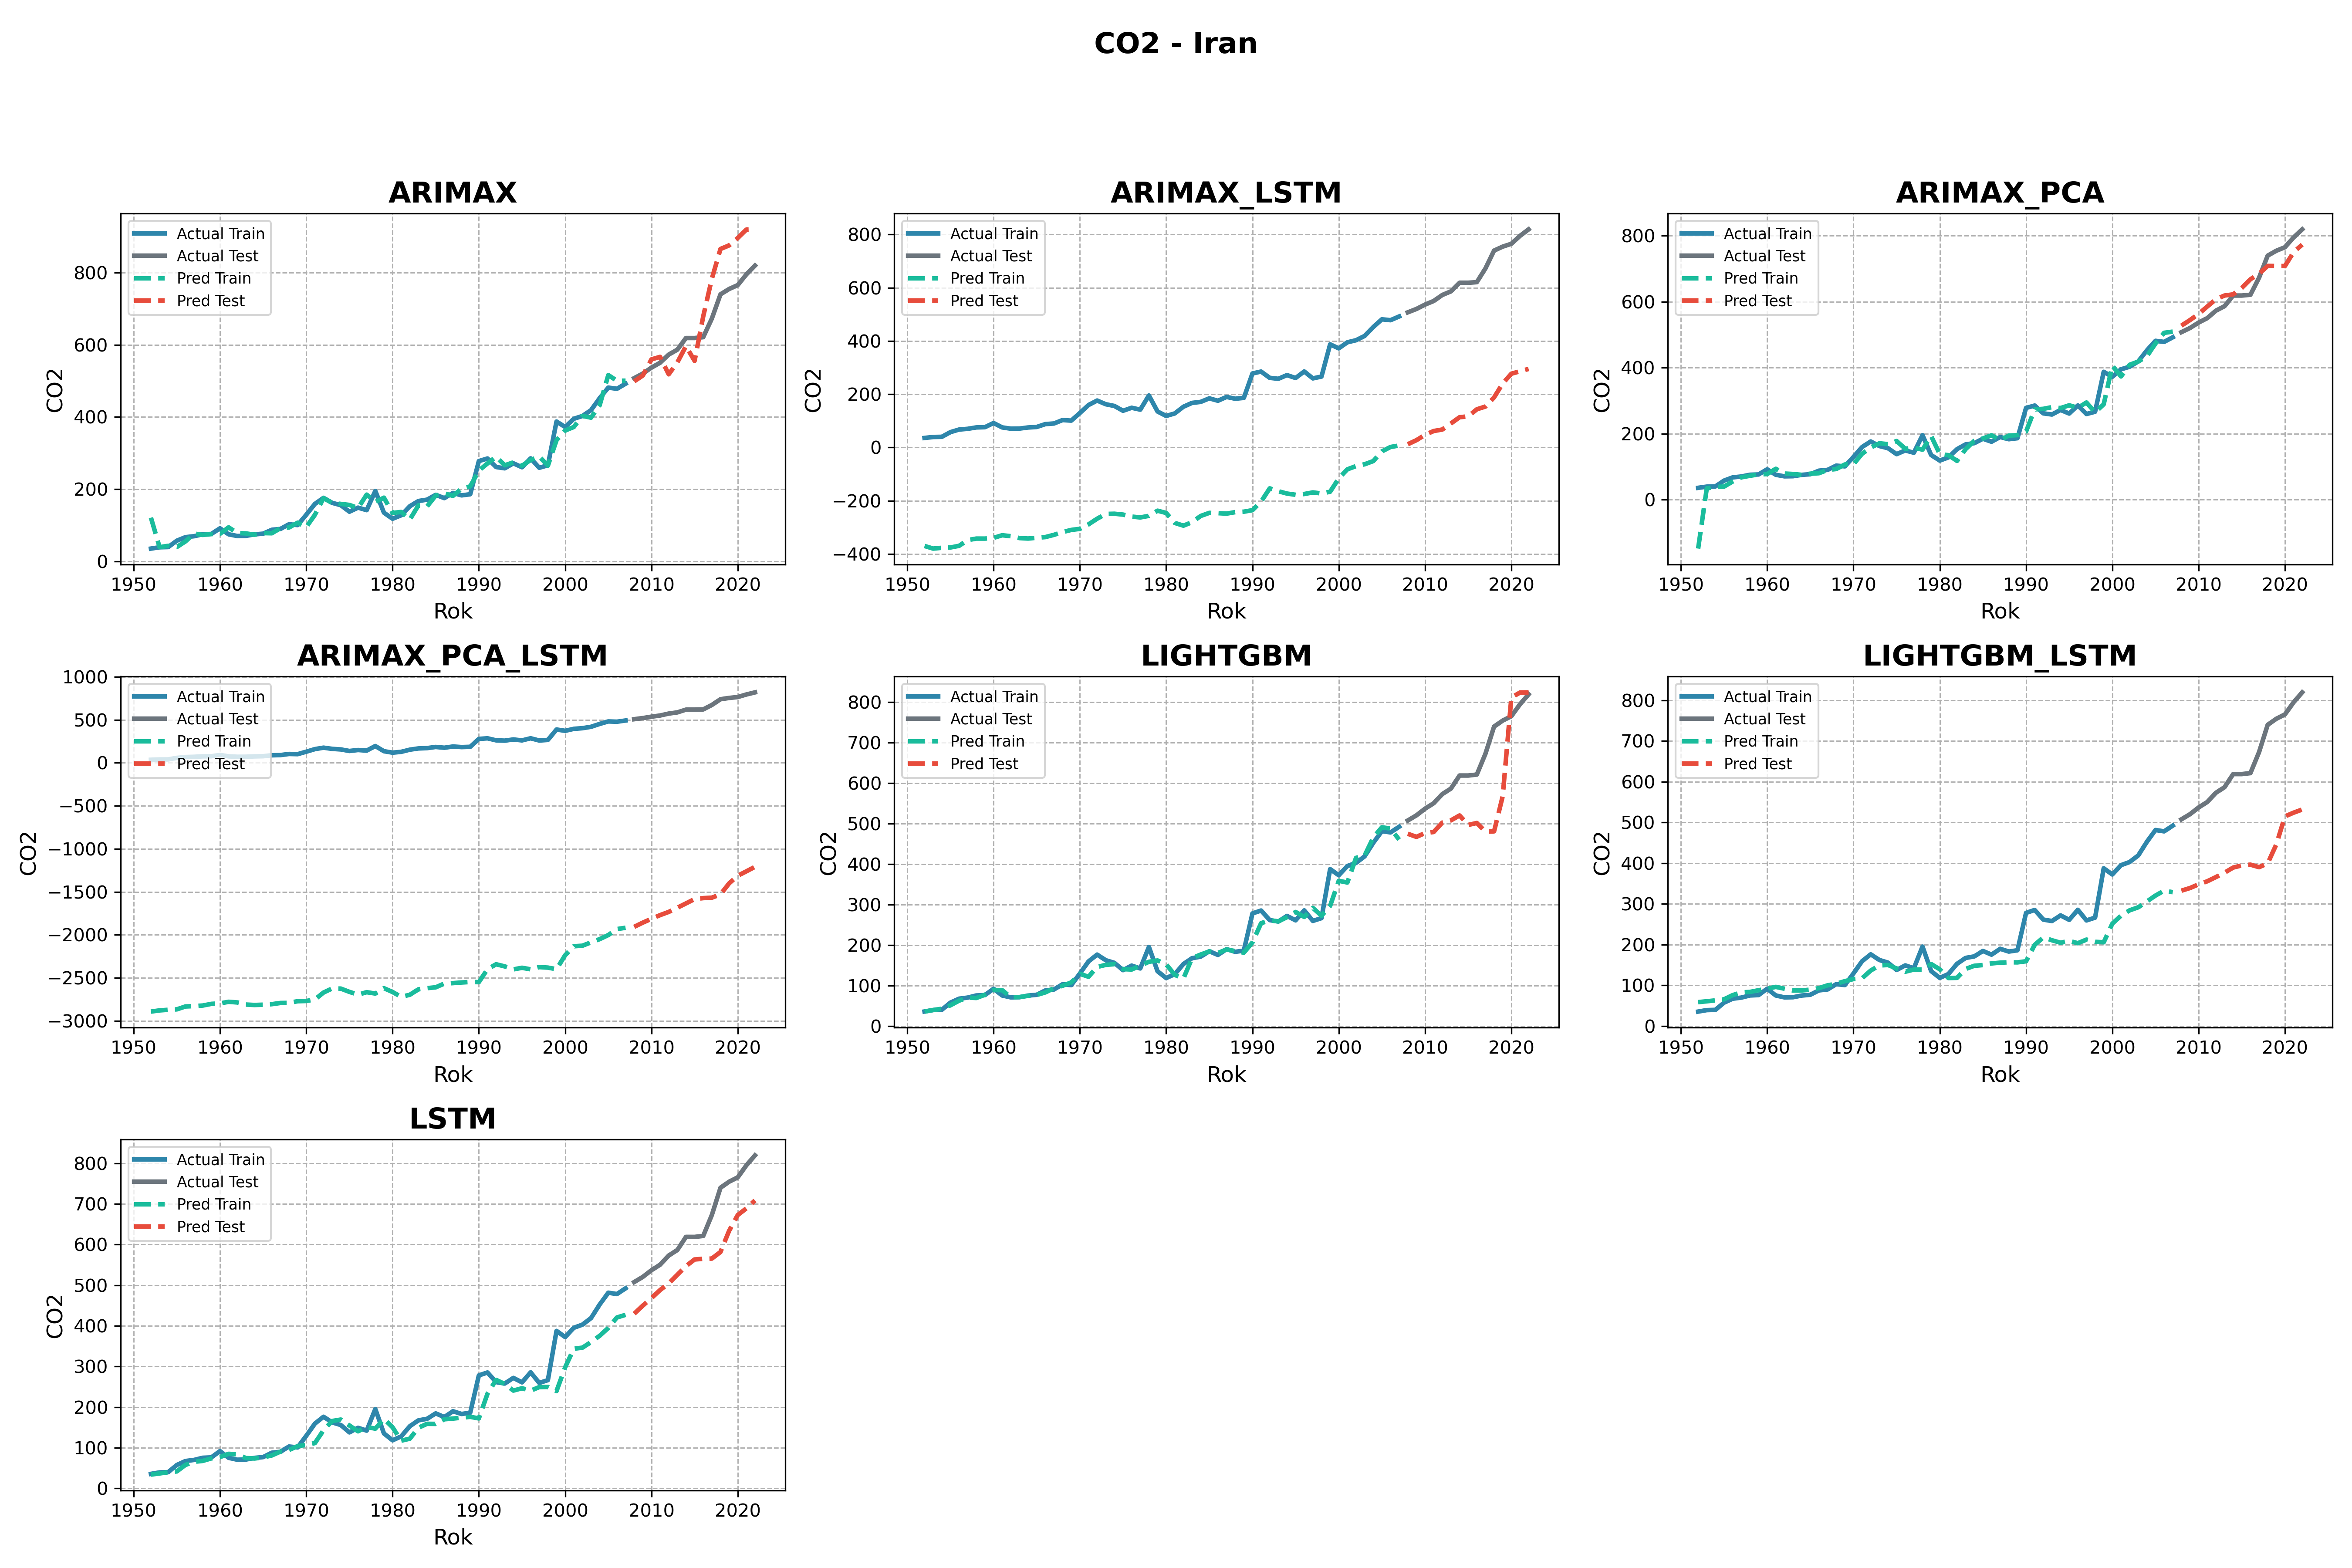 CO2 - Iran
ARIMAX
Actual Train
Actual Test
Pred Train
Pred Test
CO2
800
600
400
200
0
1950 1960 1970 1980 1990 2000 2010 2020
Rok
ARIMAX_LSTM
Actual Train
Actual Test
Pred Train
Pred Test
CO2
800
600
400
200
0
−200
−400
1950 1960 1970 1980 1990 2000 2010 2020
Rok
ARIMAX_PCA
Actual Train
Actual Test
Pred Train
Pred Test
CO2
800
600
400
200
0
1950 1960 1970 1980 1990 2000 2010 2020
Rok
ARIMAX_PCA_LSTM
Actual Train
Actual Test
Pred Train
Pred Test
CO2
1000
500
0
−500
−1000
−1500
−2000
−2500
−3000
1950 1960 1970 1980 1990 2000 2010 2020
Rok
LIGHTGBM
Actual Train
Actual Test
Pred Train
Pred Test
CO2
800
700
600
500
400
300
200
100
0
1950 1960 1970 1980 1990 2000 2010 2020
Rok
LIGHTGBM_LSTM
Actual Train
Actual Test
Pred Train
Pred Test
CO2
800
700
600
500
400
300
200
100
0
1950 1960 1970 1980 1990 2000 2010 2020
Rok
LSTM
Actual Train
Actual Test
Pred Train
Pred Test
CO2
800
700
600
500
400
300
200
100
0
1950 1960 1970 1980 1990 2000 2010 2020
Rok